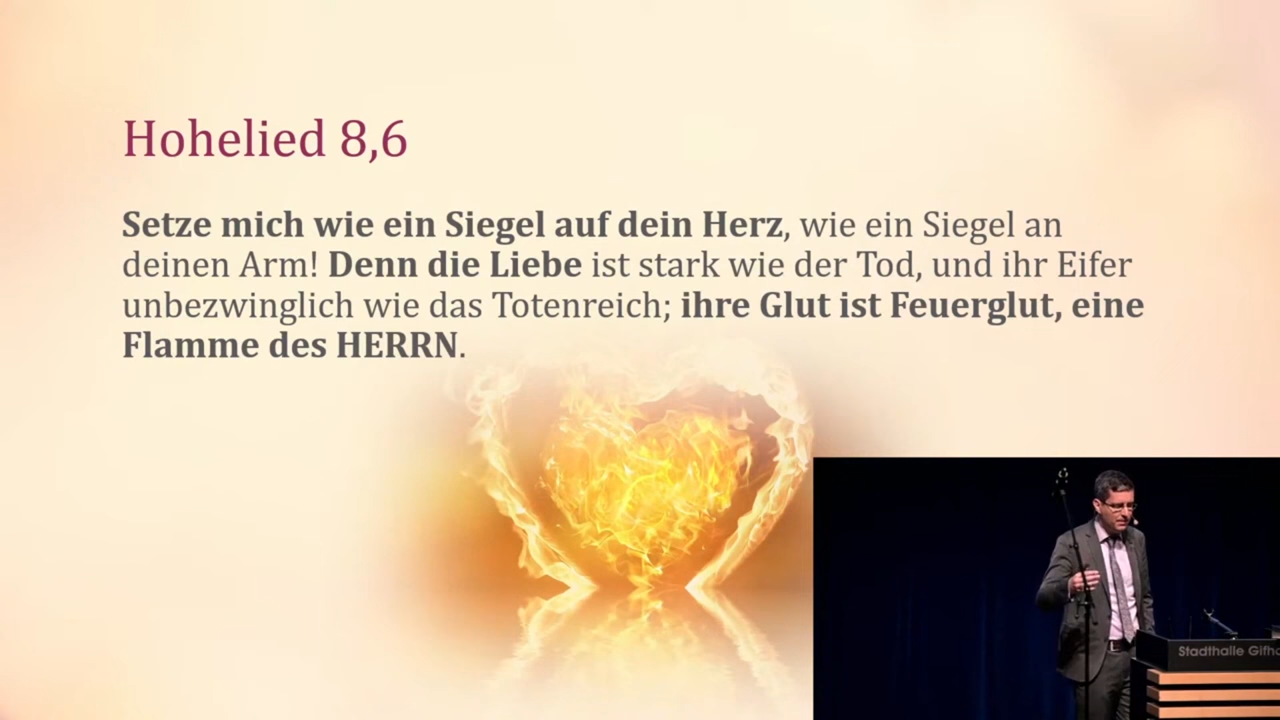 Hohelied 8,6
Setze mich wie ein Siegel auf dein Herz, wie ein Siegel an
deinen Arm! Denn die Liebe ist stark wie der Tod, und ihr Eifer
unbezwinglich wie das Totenreich; ihre Glut ist Feuerglut, eine
Flamme des HERRN.
Stadthalle